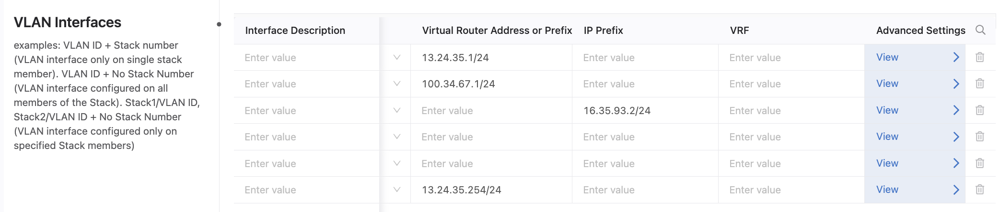 VLAN Interfaces
examples: VLAN ID + Stack number
(VLAN interface only on single stack
member). VLAN ID + No Stack Number
(VLAN interface configured on all
members of the Stack). Stack1/VLAN ID,
Stack2/VLAN ID + No Stack Number
(VLAN interface configured only on
specified Stack members)
Interface Description Virtual Router Address or Prefix IP Prefix VRF Advanced Settings
Enter value 13.24.35.1/24 Enter value Enter value View
Enter value 100.34.67.1/24 Enter value Enter value View
Enter value Enter value 16.35.93.2/24 Enter value View
Enter value Enter value Enter value Enter value View
Enter value Enter value Enter value Enter value View
Enter value 13.24.35.254/24 Enter value Enter value View